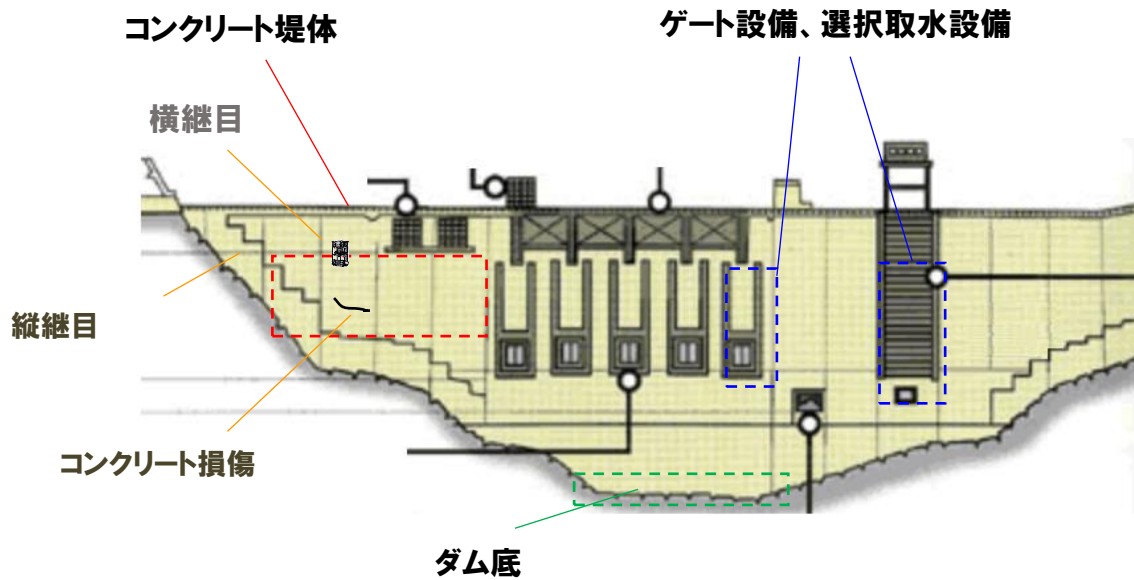 コンクリート堤体
ゲート設備、選択取水設備
横継目
縦継目
コンクリート損傷
ダム底